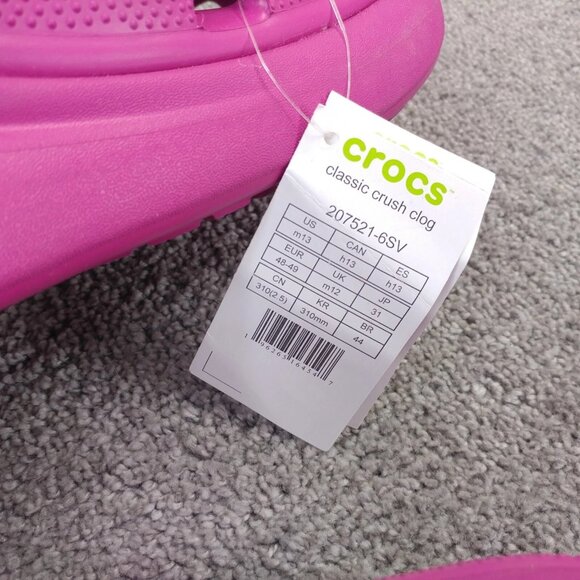 crocs™
classic crush clog
207521-6SV
US CAN ES
m13 h13 h13
EUR UK JP
48-49 m12 31
CN KR BR
310(2.5) 310mm 44